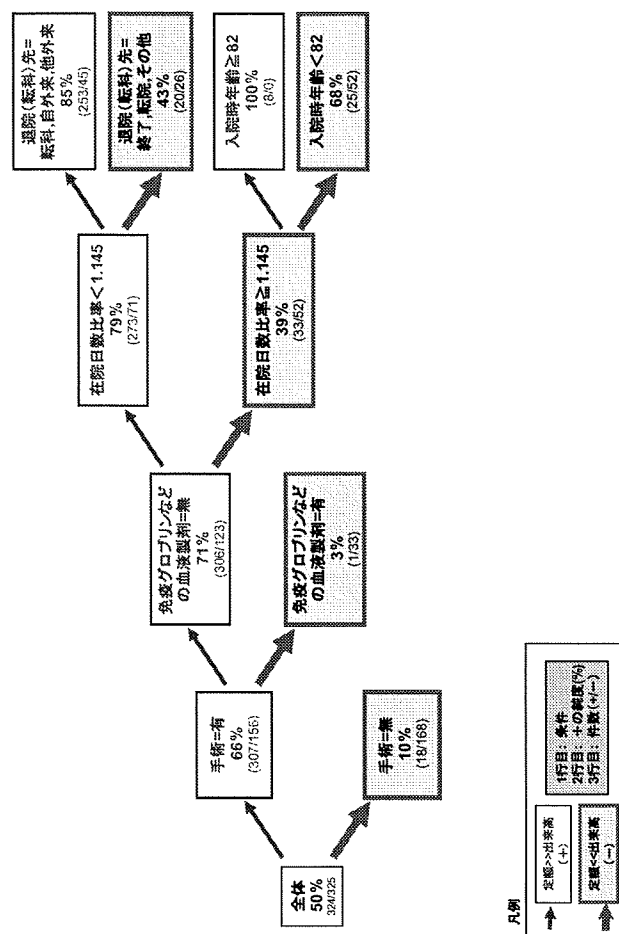 全体
50%
324/325
手術=有
66%
(307/156)
手術=無
10%
(18/168)
免疫グロブリンなど
の血液製剤=無
71%
(306/123)
免疫グロブリンなど
の血液製剤=有
3%
(1/33)
在院日数比率<1.145
79%
(273/71)
在院日数比率≧1.145
39%
(33/52)
退院(転科)先=
転科,自外来,他外来
85%
(253/45)
退院(転科)先=
終了,転院,その他
43%
(20/26)
入院時年齢≧82
100%
(8/0)
入院時年齢<82
68%
(25/52)
凡例
定額>>出来高
(+)
定額<<出来高
(−)
1行目:条件
2行目:+の純度(%)
3行目:件数(+/−)